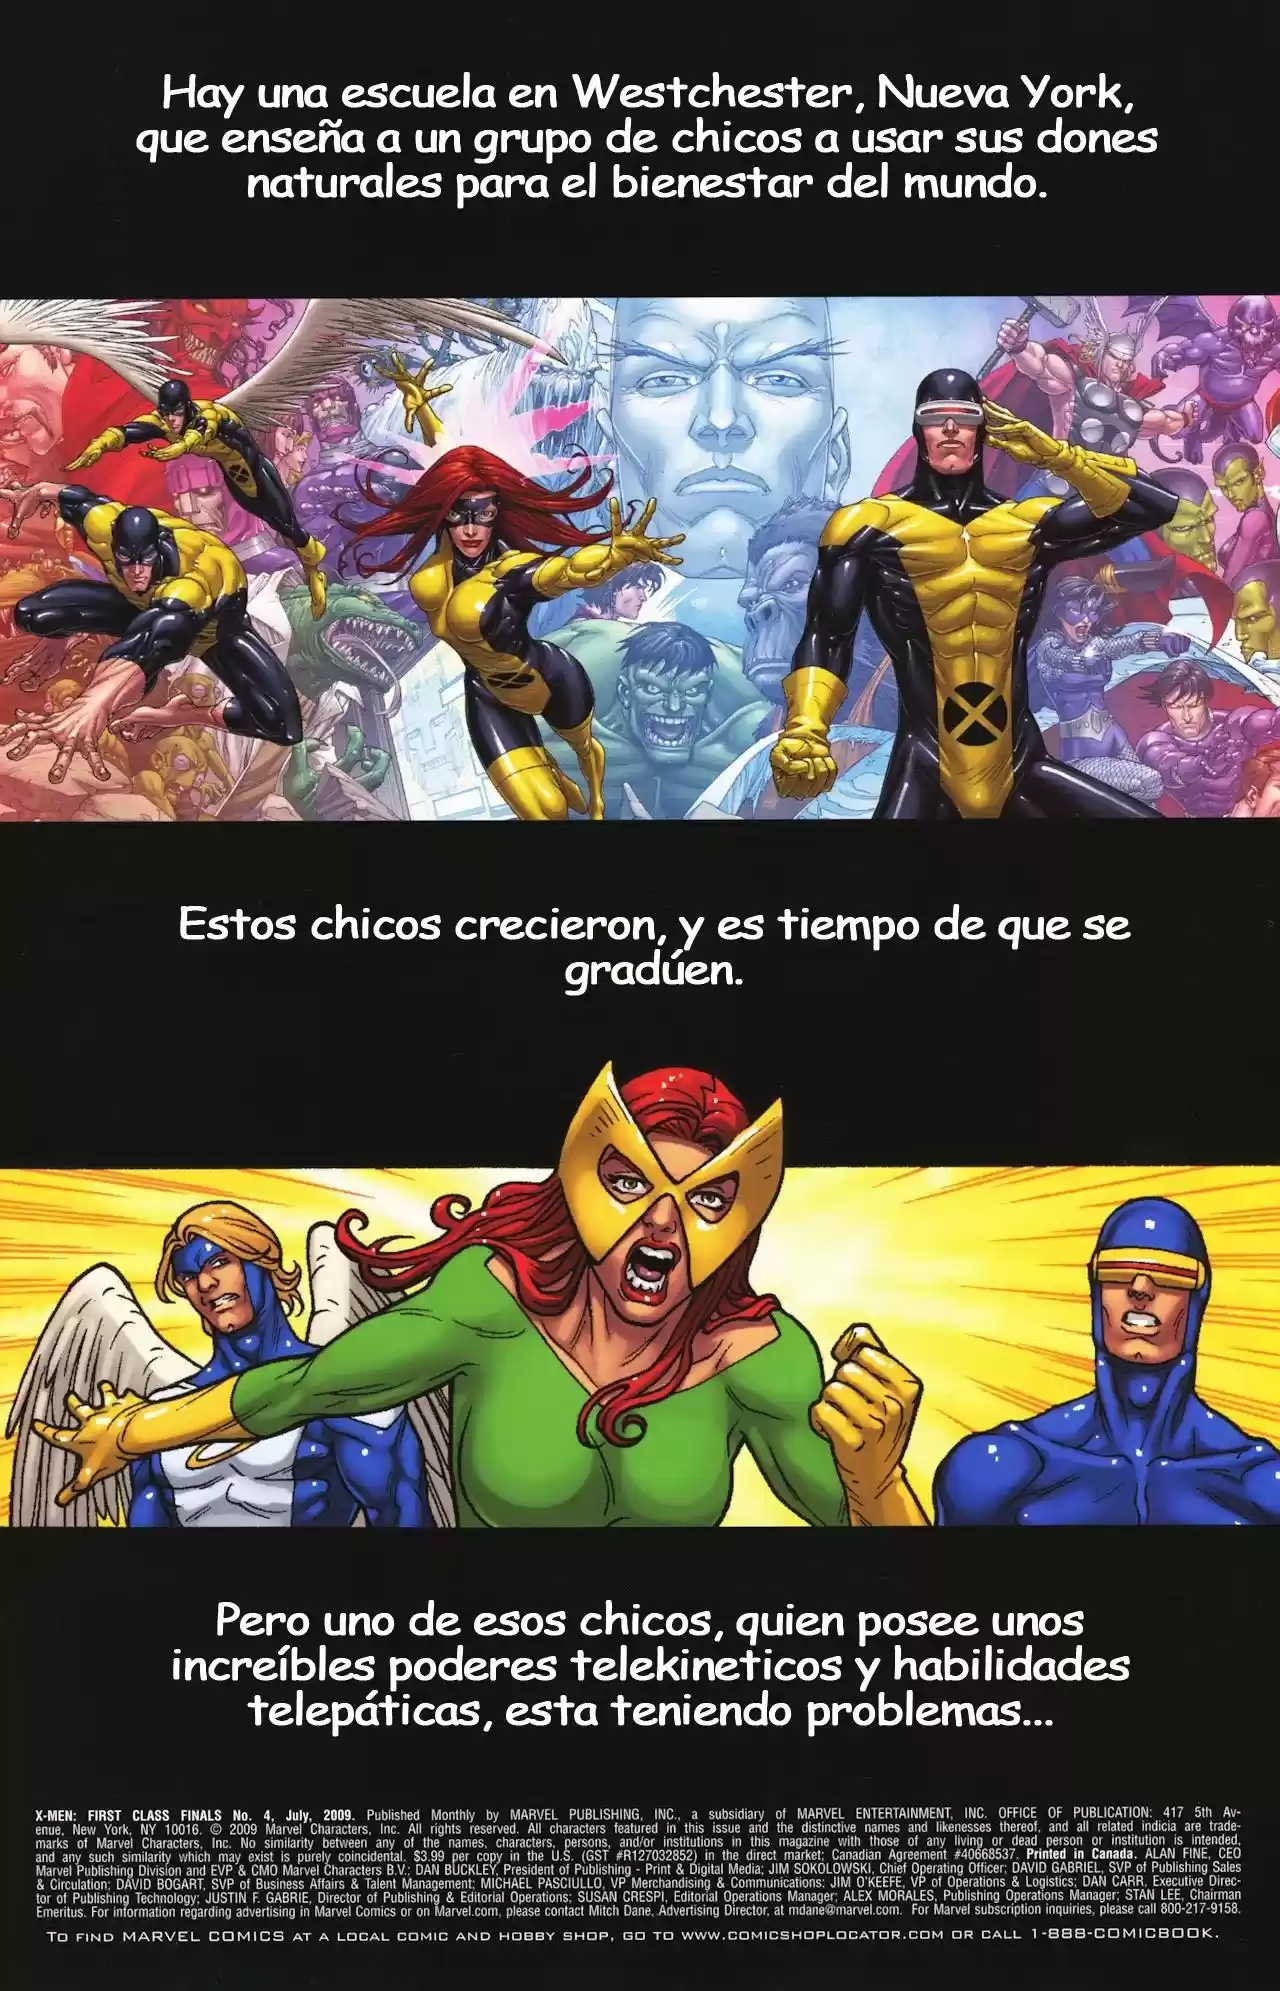 Hay una escuela en Westchester, Nueva York,
que enseña a un grupo de chicos a usar sus dones
naturales para el bienestar del mundo.
Estos chicos crecieron, y es tiempo de que se
gradúen.
Pero uno de esos chicos, quien posee unos
increíbles poderes telekineticos y habilidades
telepáticas, esta teniendo problemas...
X-MEN: FIRST CLASS FINALS No. 4, July, 2009. Published Monthly by MARVEL PUBLISHING, INC., a subsidiary of MARVEL ENTERTAINMENT, INC. OFFICE OF PUBLICATION: 417 5th Av-
enue, New York, NY 10016. © 2009 Marvel Characters, Inc. All rights reserved. All characters featured in this issue and the distinctive names and likenesses thereof, and all related indicia are trade-
marks of Marvel Characters, Inc. No similarity between any of the names, characters, persons, and/or institutions in this magazine with those of any living or dead person or institution is intended,
and any such similarity which may exist is purely coincidental. $3.99 per copy in the U.S. (GST #R127032852) in the direct market; Canadian Agreement #40668537. Printed in Canada. ALAN FINE, CEO
Marvel Publishing Division and EVP & CMO Marvel Characters B.V.; DAN BUCKLEY, President of Publishing - Print & Digital Media; JIM SOKOLOWSKI, Chief Operating Officer; DAVID GABRIEL, SVP of Publishing Sales
& Circulation; DAVID BOGART, SVP of Business Affairs & Talent Management; MICHAEL PASCIULLO, VP Merchandising & Communications; JIM O'KEEFE, VP of Operations & Logistics; DAN CARR, Executive Direc-
tor of Publishing Technology; JUSTIN F. GABRIE, Director of Publishing & Editorial Operations; SUSAN CRESPI, Editorial Operations Manager; ALEX MORALES, Publishing Operations Manager; STAN LEE, Chairman
Emeritus. For information regarding advertising in Marvel Comics or on Marvel.com, please contact Mitch Dane, Advertising Director, at mdane@marvel.com. For Marvel subscription inquiries, please call 800-217-9158.
TO FIND MARVEL COMICS AT A LOCAL COMIC AND HOBBY SHOP, GO TO WWW.COMICSHOPLOCATOR.COM OR CALL 1-888-COMICBOOK.